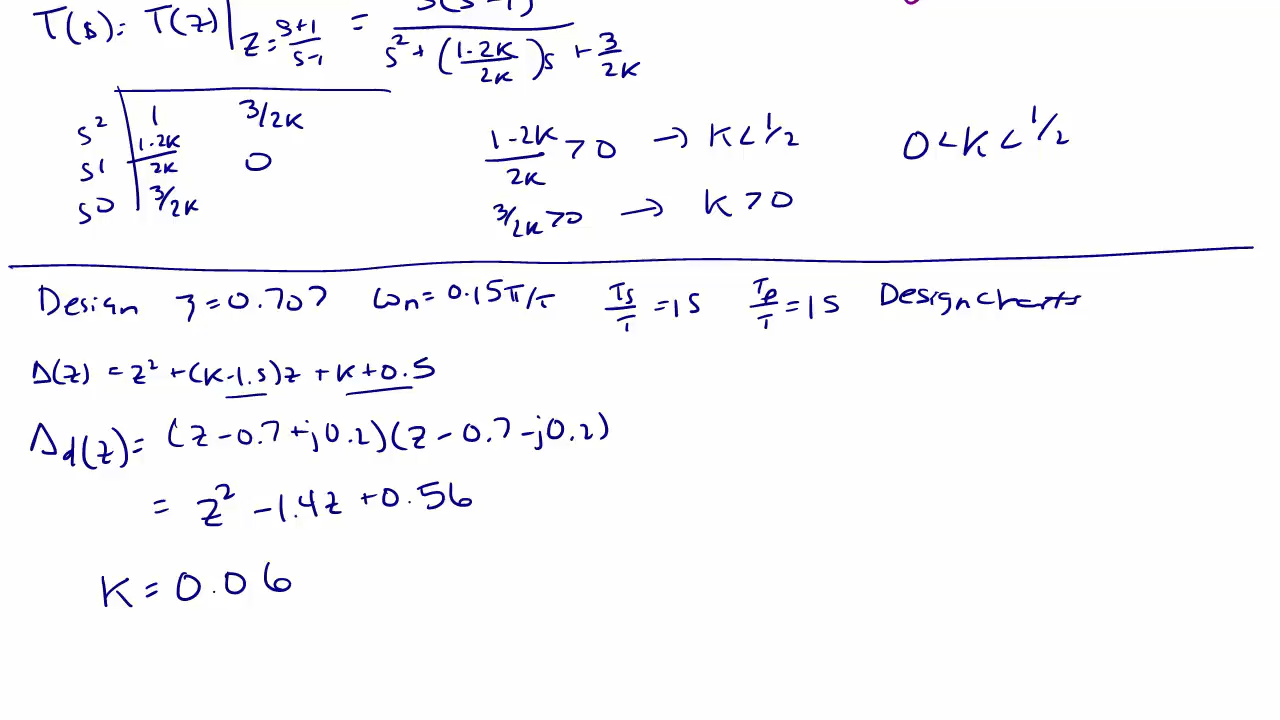 T(s): T(z)|z=s+1/s-1 = s(s-1)/s²+(1-2K/2K)s+3/2K
s² 1 3/2K
s1 1-2K/2K 0
s0 3/2K
1-2K/2K >0 → K<1/2 0<K<1/2
3/2K >0 → K>0
Design ζ=0.707 ωn=0.15π/T Ts/T=15 Tp/T=15 Design charts
Δ(z) = z² +(K-1.5)z + K+0.5
Δd(z)= (z-0.7+j0.2)(z-0.7-j0.2)
= z² -1.4z +0.56
K=0.06